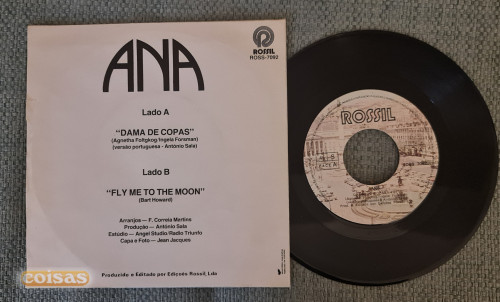 ANA
ROSSIL
ROSS-7092
Lado A
"DAMA DE COPAS"
(Agnetha Foltgkog-Ingela Forsman)
(versão portuguesa - António Sala)
Lado B
"FLY ME TO THE MOON"
(Bart Howard)
Arranjos — F. Correia Martins
Produção — António Sala
Estúdio — Angel Studio/Radio Triunfo
Capa e Foto — Jean Jacques
Produzido e Editado por Edições Rossil, Lda
coisas
ROSSIL